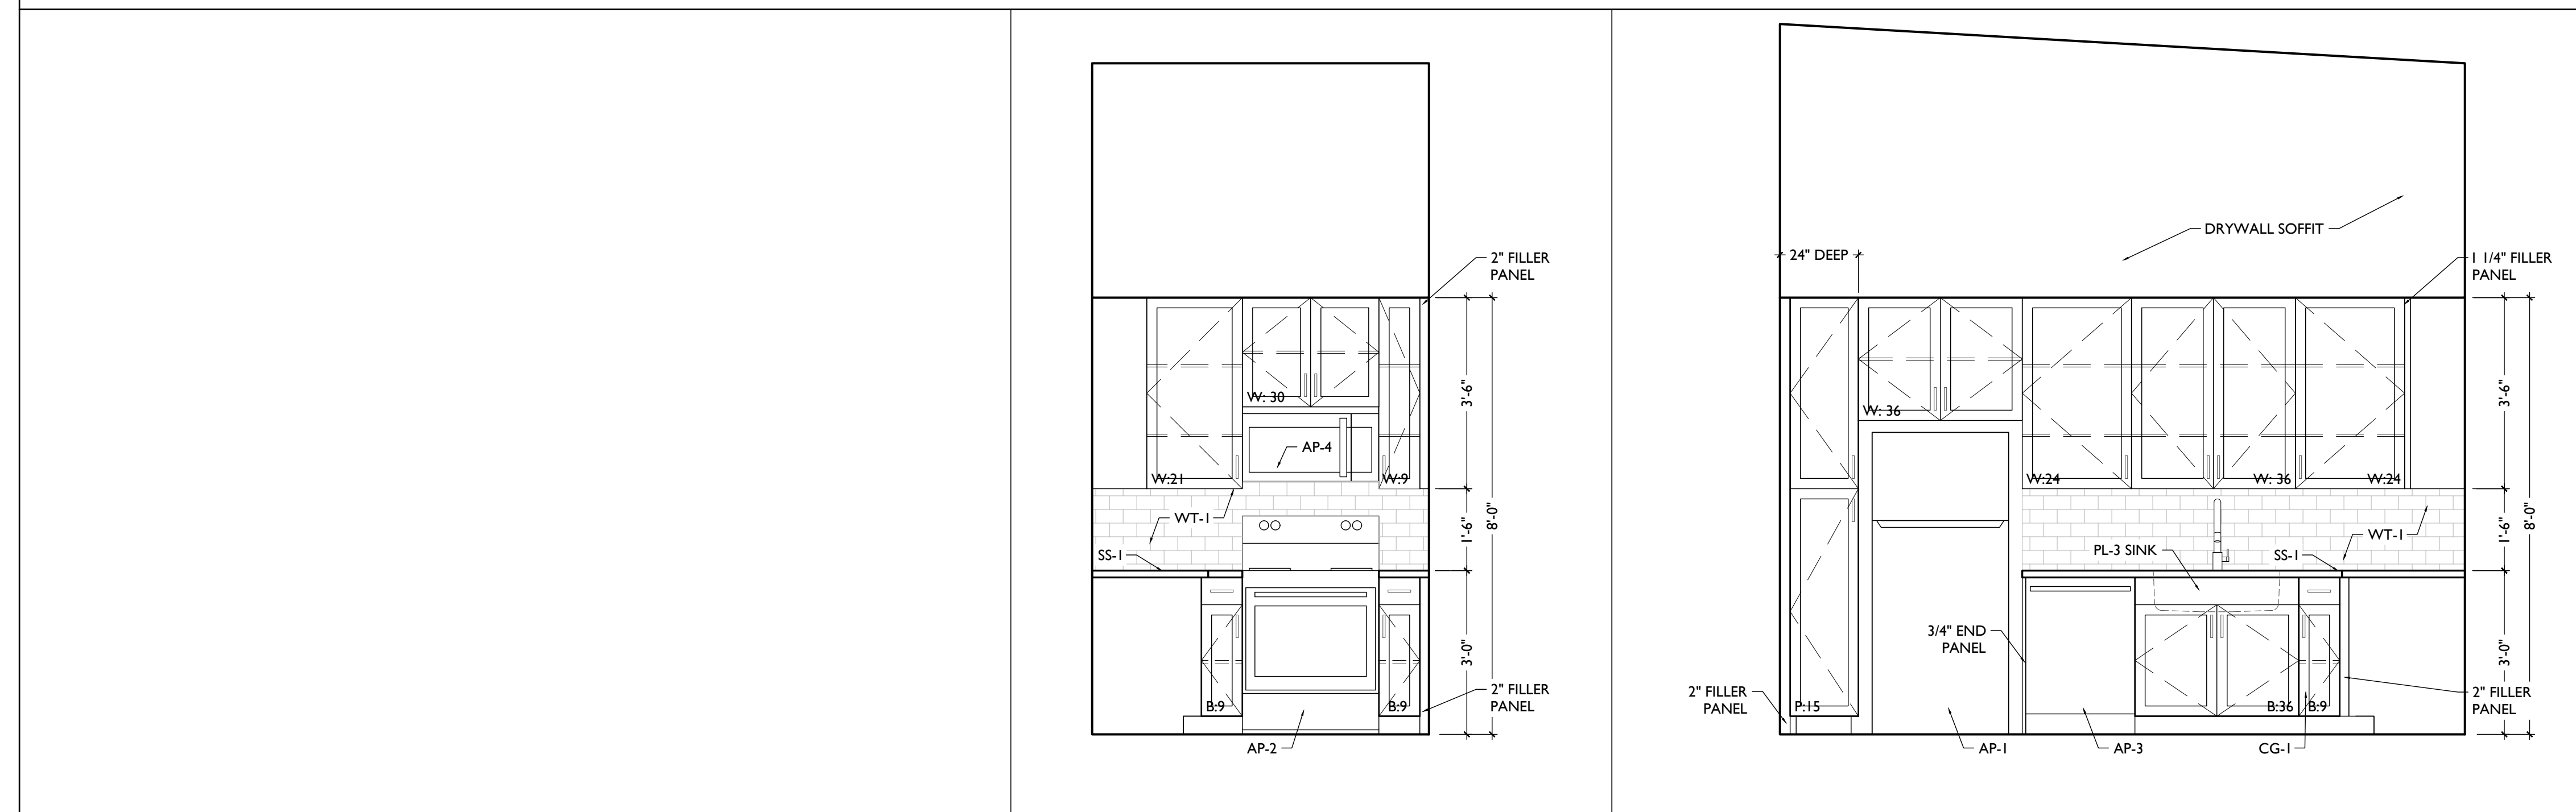 2" FILLER
PANEL
W: 30
AP-4
W:21
W:9
WT-1
SS-1
B:9
B:9
2" FILLER
PANEL
AP-2
3'-6"
1'-6"
3'-0"
8'-0"
DRYWALL SOFFIT
24" DEEP
1 1/4" FILLER
PANEL
W: 36
W:24
W: 36
W:24
WT-1
PL-3 SINK
SS-1
3/4" END
PANEL
2" FILLER
PANEL
P:15
B:36
B:9
2" FILLER
PANEL
AP-1
AP-3
CG-1
3'-6"
1'-6"
3'-0"
8'-0"